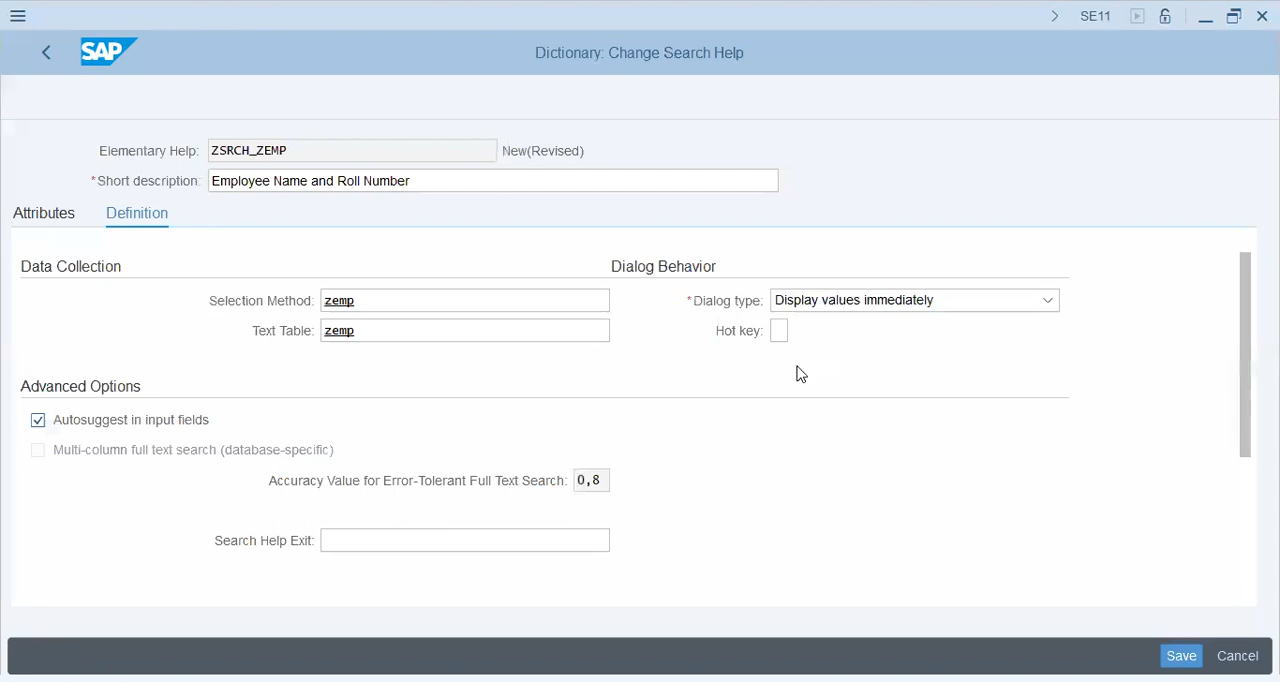 SE11
SAP
Dictionary: Change Search Help
Elementary Help: ZSRCH_ZEMP New(Revised)
*Short description: Employee Name and Roll Number
Attributes Definition
Data Collection Dialog Behavior
Selection Method: zemp *Dialog type: Display values immediately
Text Table: zemp Hot key:
Advanced Options
Autosuggest in input fields
Multi-column full text search (database-specific)
Accuracy Value for Error-Tolerant Full Text Search: 0,8
Search Help Exit:
Save Cancel